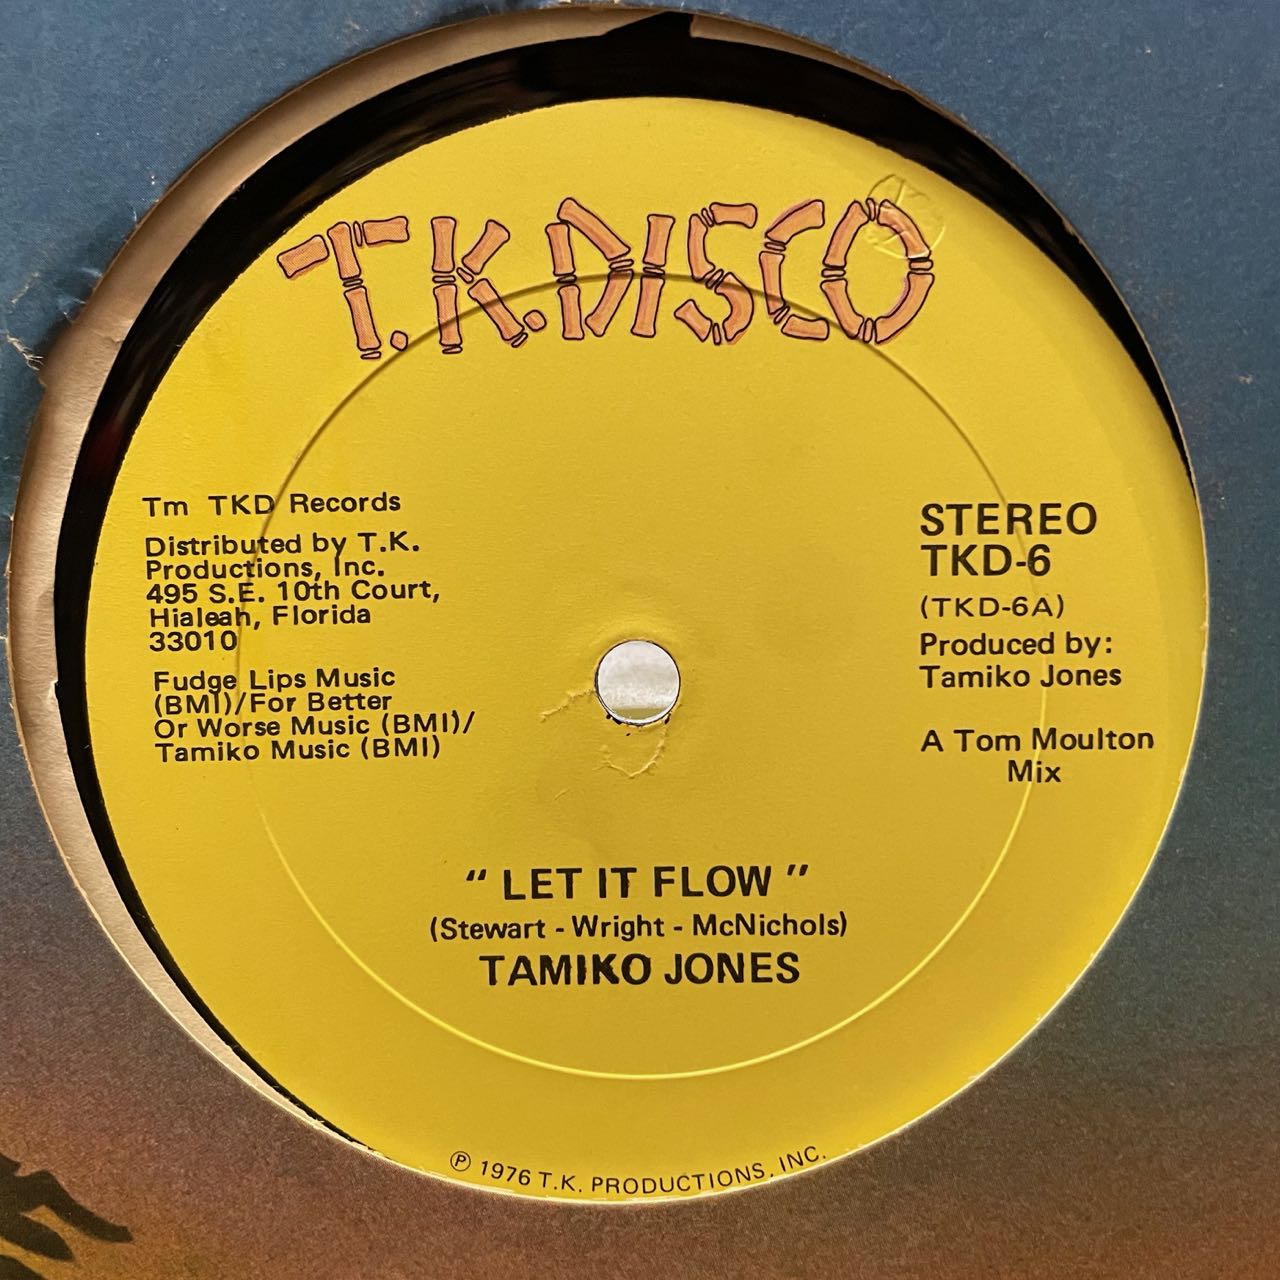 T.K.DISCO
Tm TKD Records
Distributed by T.K.
Productions, Inc.
495 S.E. 10th Court,
Hialeah, Florida
33010
Fudge Lips Music
(BMI)/For Better
Or Worse Music (BMI)/
Tamiko Music (BMI)
STEREO
TKD-6
(TKD-6A)
Produced by:
Tamiko Jones
A Tom Moulton
Mix
" LET IT FLOW "
(Stewart - Wright - McNichols)
TAMIKO JONES
℗ 1976 T.K. PRODUCTIONS, INC.